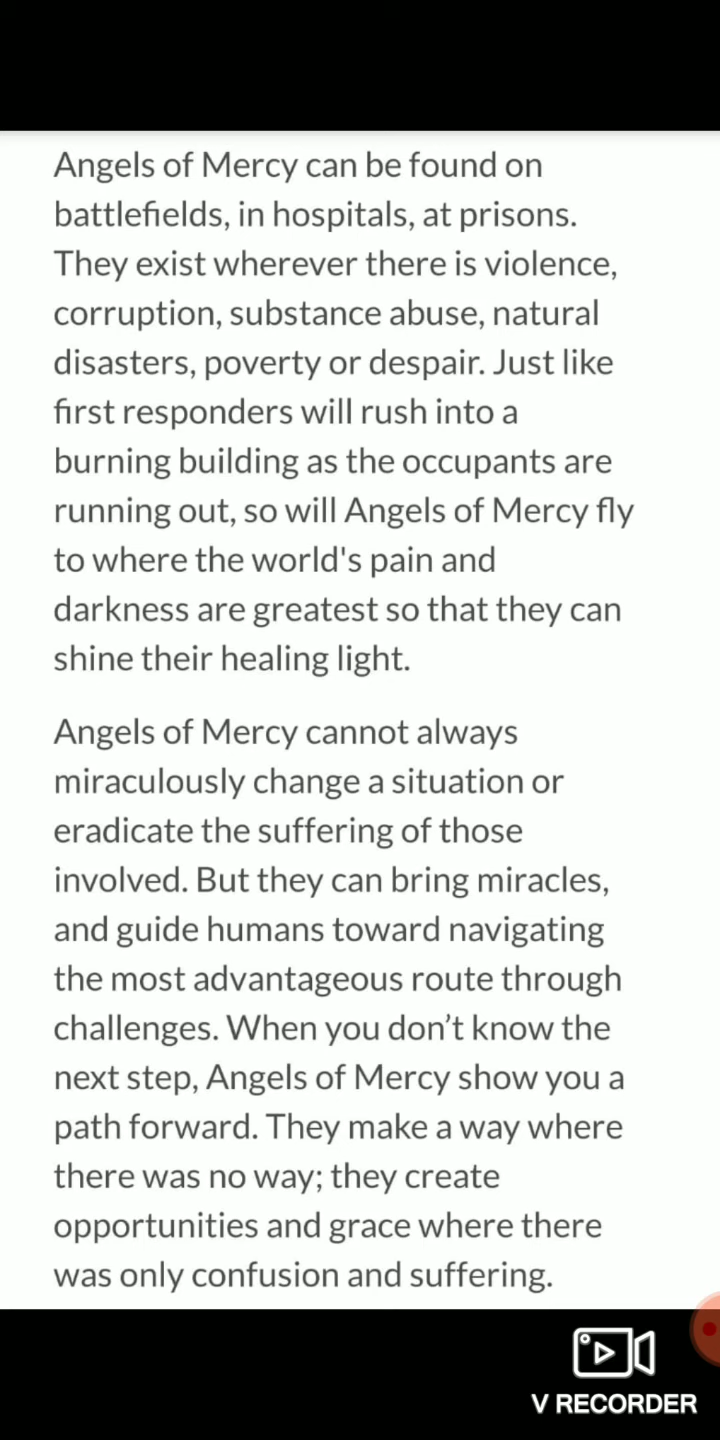 Angels of Mercy can be found on
battlefields, in hospitals, at prisons.
They exist wherever there is violence,
corruption, substance abuse, natural
disasters, poverty or despair. Just like
first responders will rush into a
burning building as the occupants are
running out, so will Angels of Mercy fly
to where the world's pain and
darkness are greatest so that they can
shine their healing light.
Angels of Mercy cannot always
miraculously change a situation or
eradicate the suffering of those
involved. But they can bring miracles,
and guide humans toward navigating
the most advantageous route through
challenges. When you don’t know the
next step, Angels of Mercy show you a
path forward. They make a way where
there was no way; they create
opportunities and grace where there
was only confusion and suffering.
V RECORDER